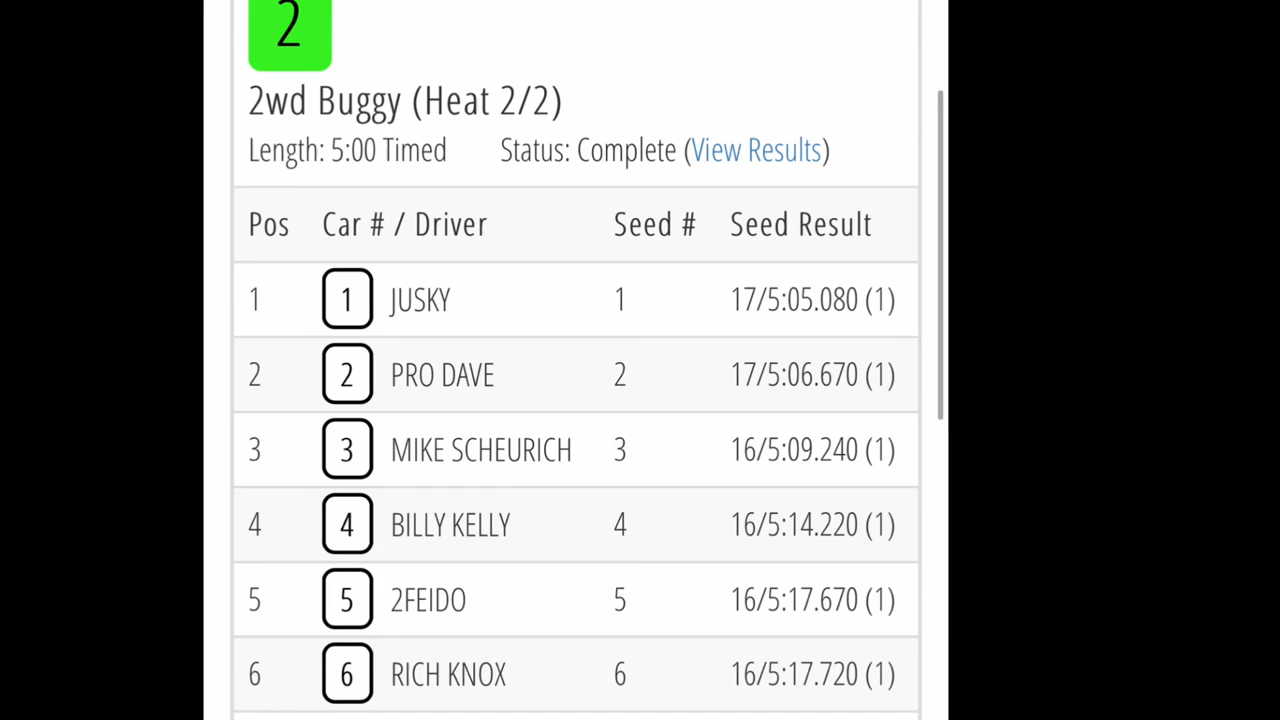 2
2wd Buggy (Heat 2/2)
Length: 5:00 Timed Status: Complete (View Results)
Pos Car # / Driver Seed # Seed Result
1 1 JUSKY 1 17/5:05.080 (1)
2 2 PRO DAVE 2 17/5:06.670 (1)
3 3 MIKE SCHEURICH 3 16/5:09.240 (1)
4 4 BILLY KELLY 4 16/5:14.220 (1)
5 5 2FEIDO 5 16/5:17.670 (1)
6 6 RICH KNOX 6 16/5:17.720 (1)